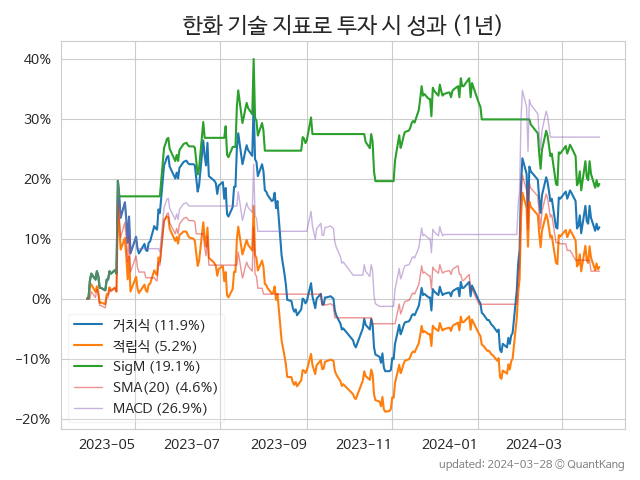 한화 기술 지표로 투자 시 성과 (1년)
40%
30%
20%
10%
0%
−10%
−20%
거치식 (11.9%)
적립식 (5.2%)
SigM (19.1%)
SMA(20) (4.6%)
MACD (26.9%)
2023-05
2023-07
2023-09
2023-11
2024-01
2024-03
updated: 2024-03-28 © QuantKang